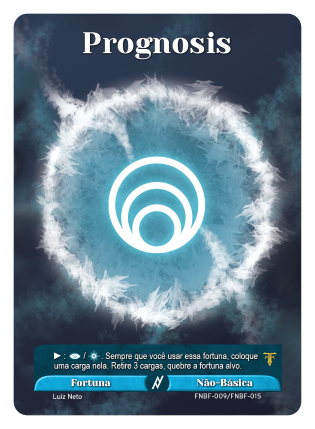 Prognosis
▶ : 👁 / ☀. Sempre que você usar essa fortuna, coloque
uma carga nela. Retire 3 cargas, quebre a fortuna alvo.
Fortuna Não-Básica
Luiz Neto FNBF-009/FNBF-015